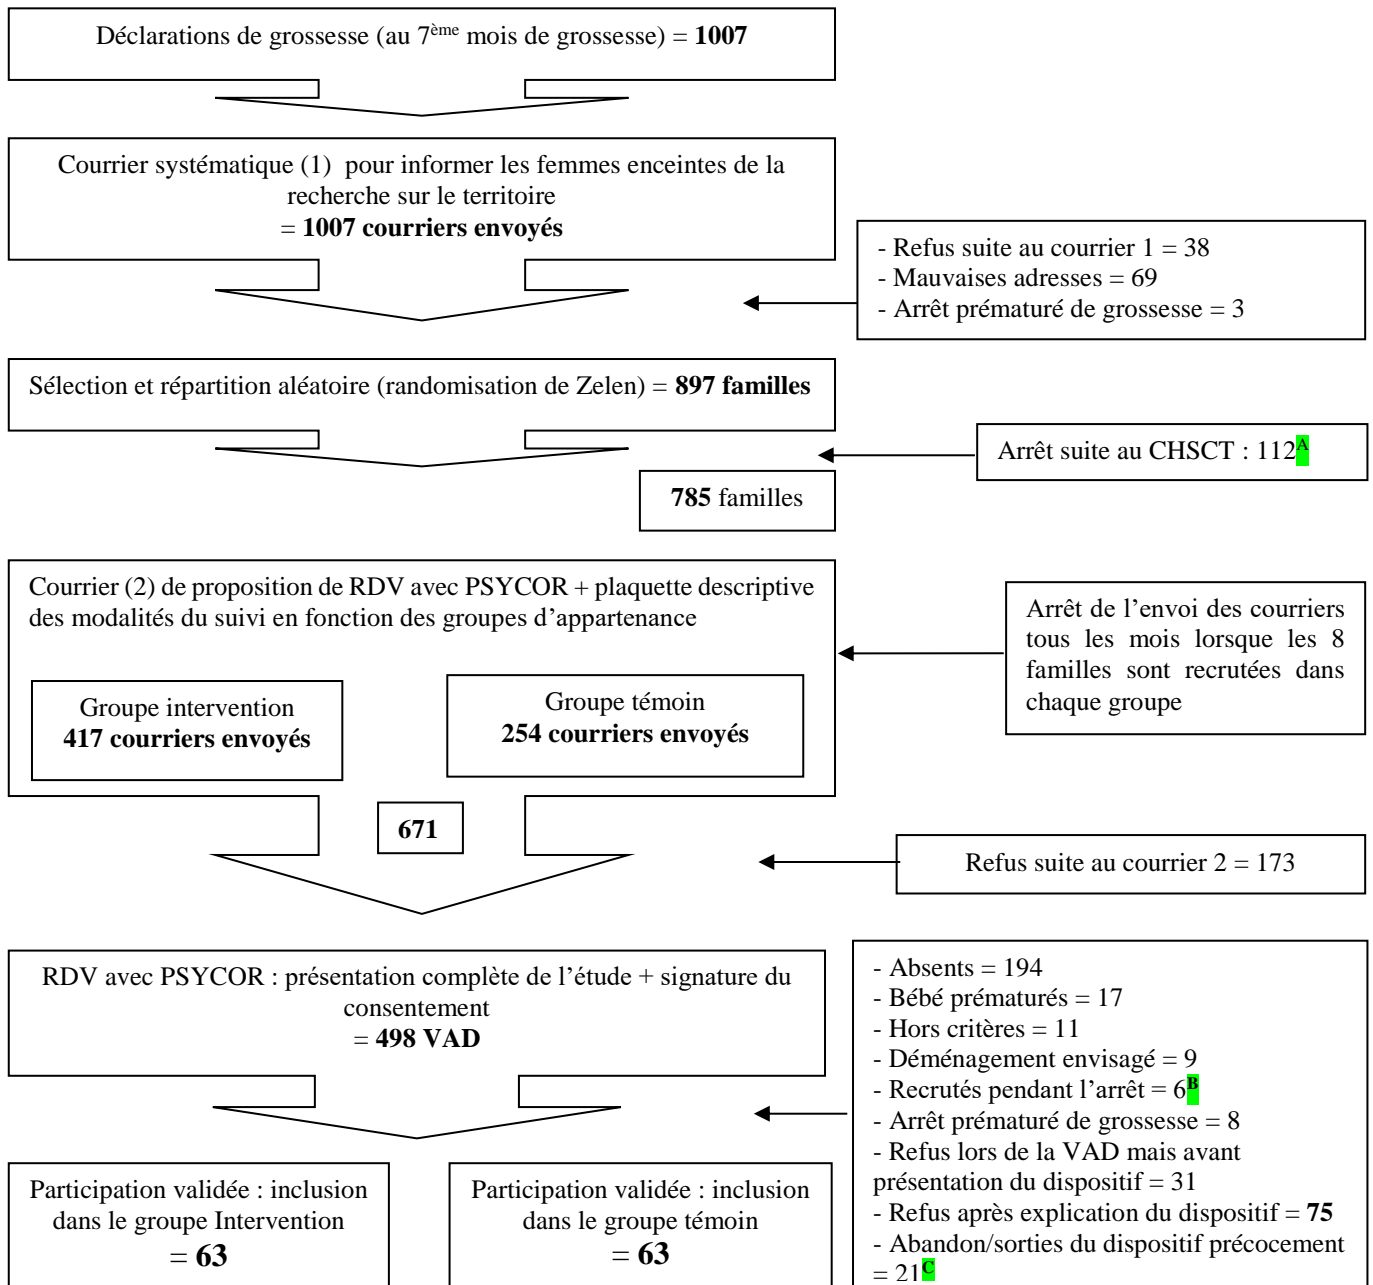 Déclarations de grossesse (au 7ème mois de grossesse) = 1007
Courrier systématique (1) pour informer les femmes enceintes de la
recherche sur le territoire
= 1007 courriers envoyés
- Refus suite au courrier 1 = 38
- Mauvaises adresses = 69
- Arrêt prématuré de grossesse = 3
Sélection et répartition aléatoire (randomisation de Zelen) = 897 familles
Arrêt suite au CHSCT : 112A
785 familles
Courrier (2) de proposition de RDV avec PSYCOR + plaquette descriptive
des modalités du suivi en fonction des groupes d’appartenance
Groupe intervention
417 courriers envoyés
Groupe témoin
254 courriers envoyés
Arrêt de l’envoi des courriers
tous les mois lorsque les 8
familles sont recrutées dans
chaque groupe
671
Refus suite au courrier 2 = 173
RDV avec PSYCOR : présentation complète de l’étude + signature du
consentement
= 498 VAD
- Absents = 194
- Bébé prématurés = 17
- Hors critères = 11
- Déménagement envisagé = 9
- Recrutés pendant l’arrêt = 6B
- Arrêt prématuré de grossesse = 8
- Refus lors de la VAD mais avant
présentation du dispositif = 31
- Refus après explication du dispositif = 75
- Abandon/sorties du dispositif précocement
= 21C
Participation validée : inclusion
dans le groupe Intervention
= 63
Participation validée : inclusion
dans le groupe témoin
= 63